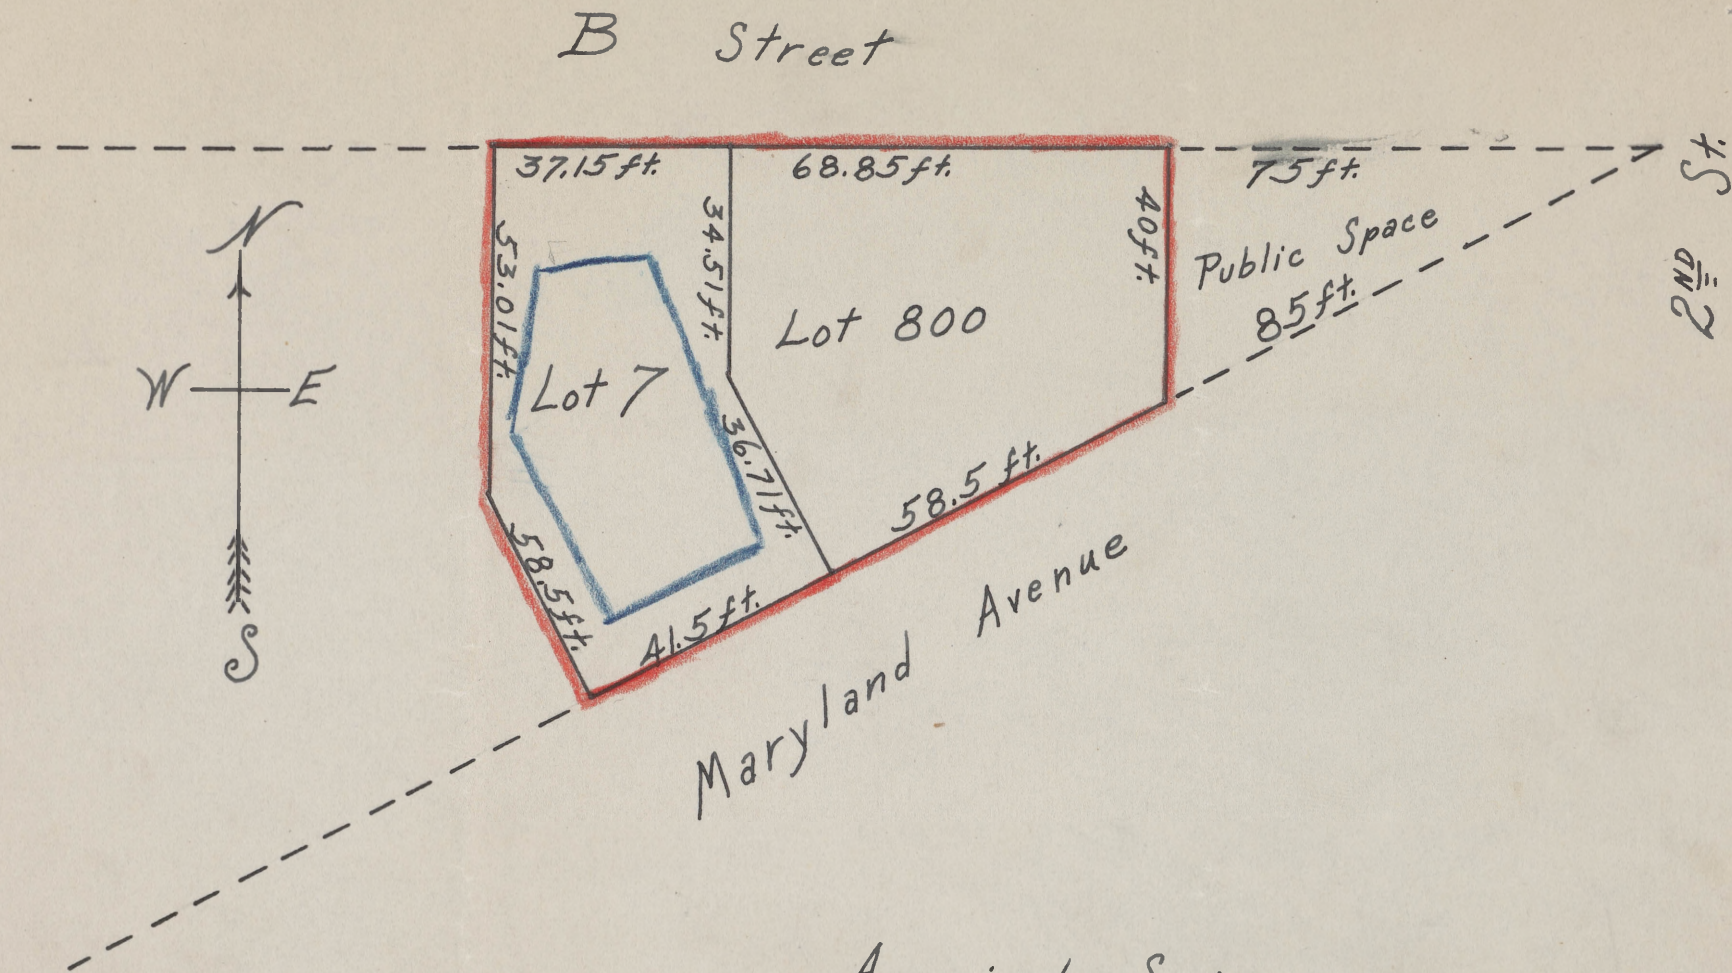 B Street
37.15 ft.
68.85 ft.
75 ft.
2ND St.
N
W E
S
53.01 ft.
34.51 ft.
40 ft.
Public Space
85 ft.
Lot 7
Lot 800
36.71 ft.
58.5 ft.
58.5 ft.
41.5 ft.
Maryland Avenue